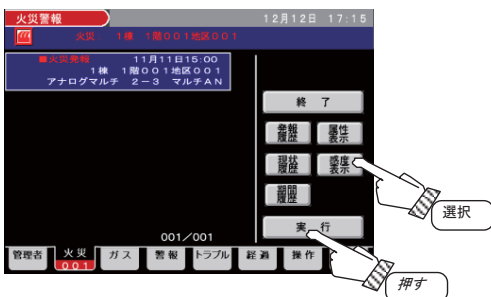 火災警報 12月12日 17:15
火災 1棟 1階001地区001
■火災発報 11月11日15:00
1棟 1階001地区001
アナログマルチ 2-3 マルチAN
終 了
発報履歴 属性表示
現状履歴 感度表示
期間履歴
選択
実 行
001/001
管理者 火災 ガス 警報 トラブル 経過 操作
001
押す